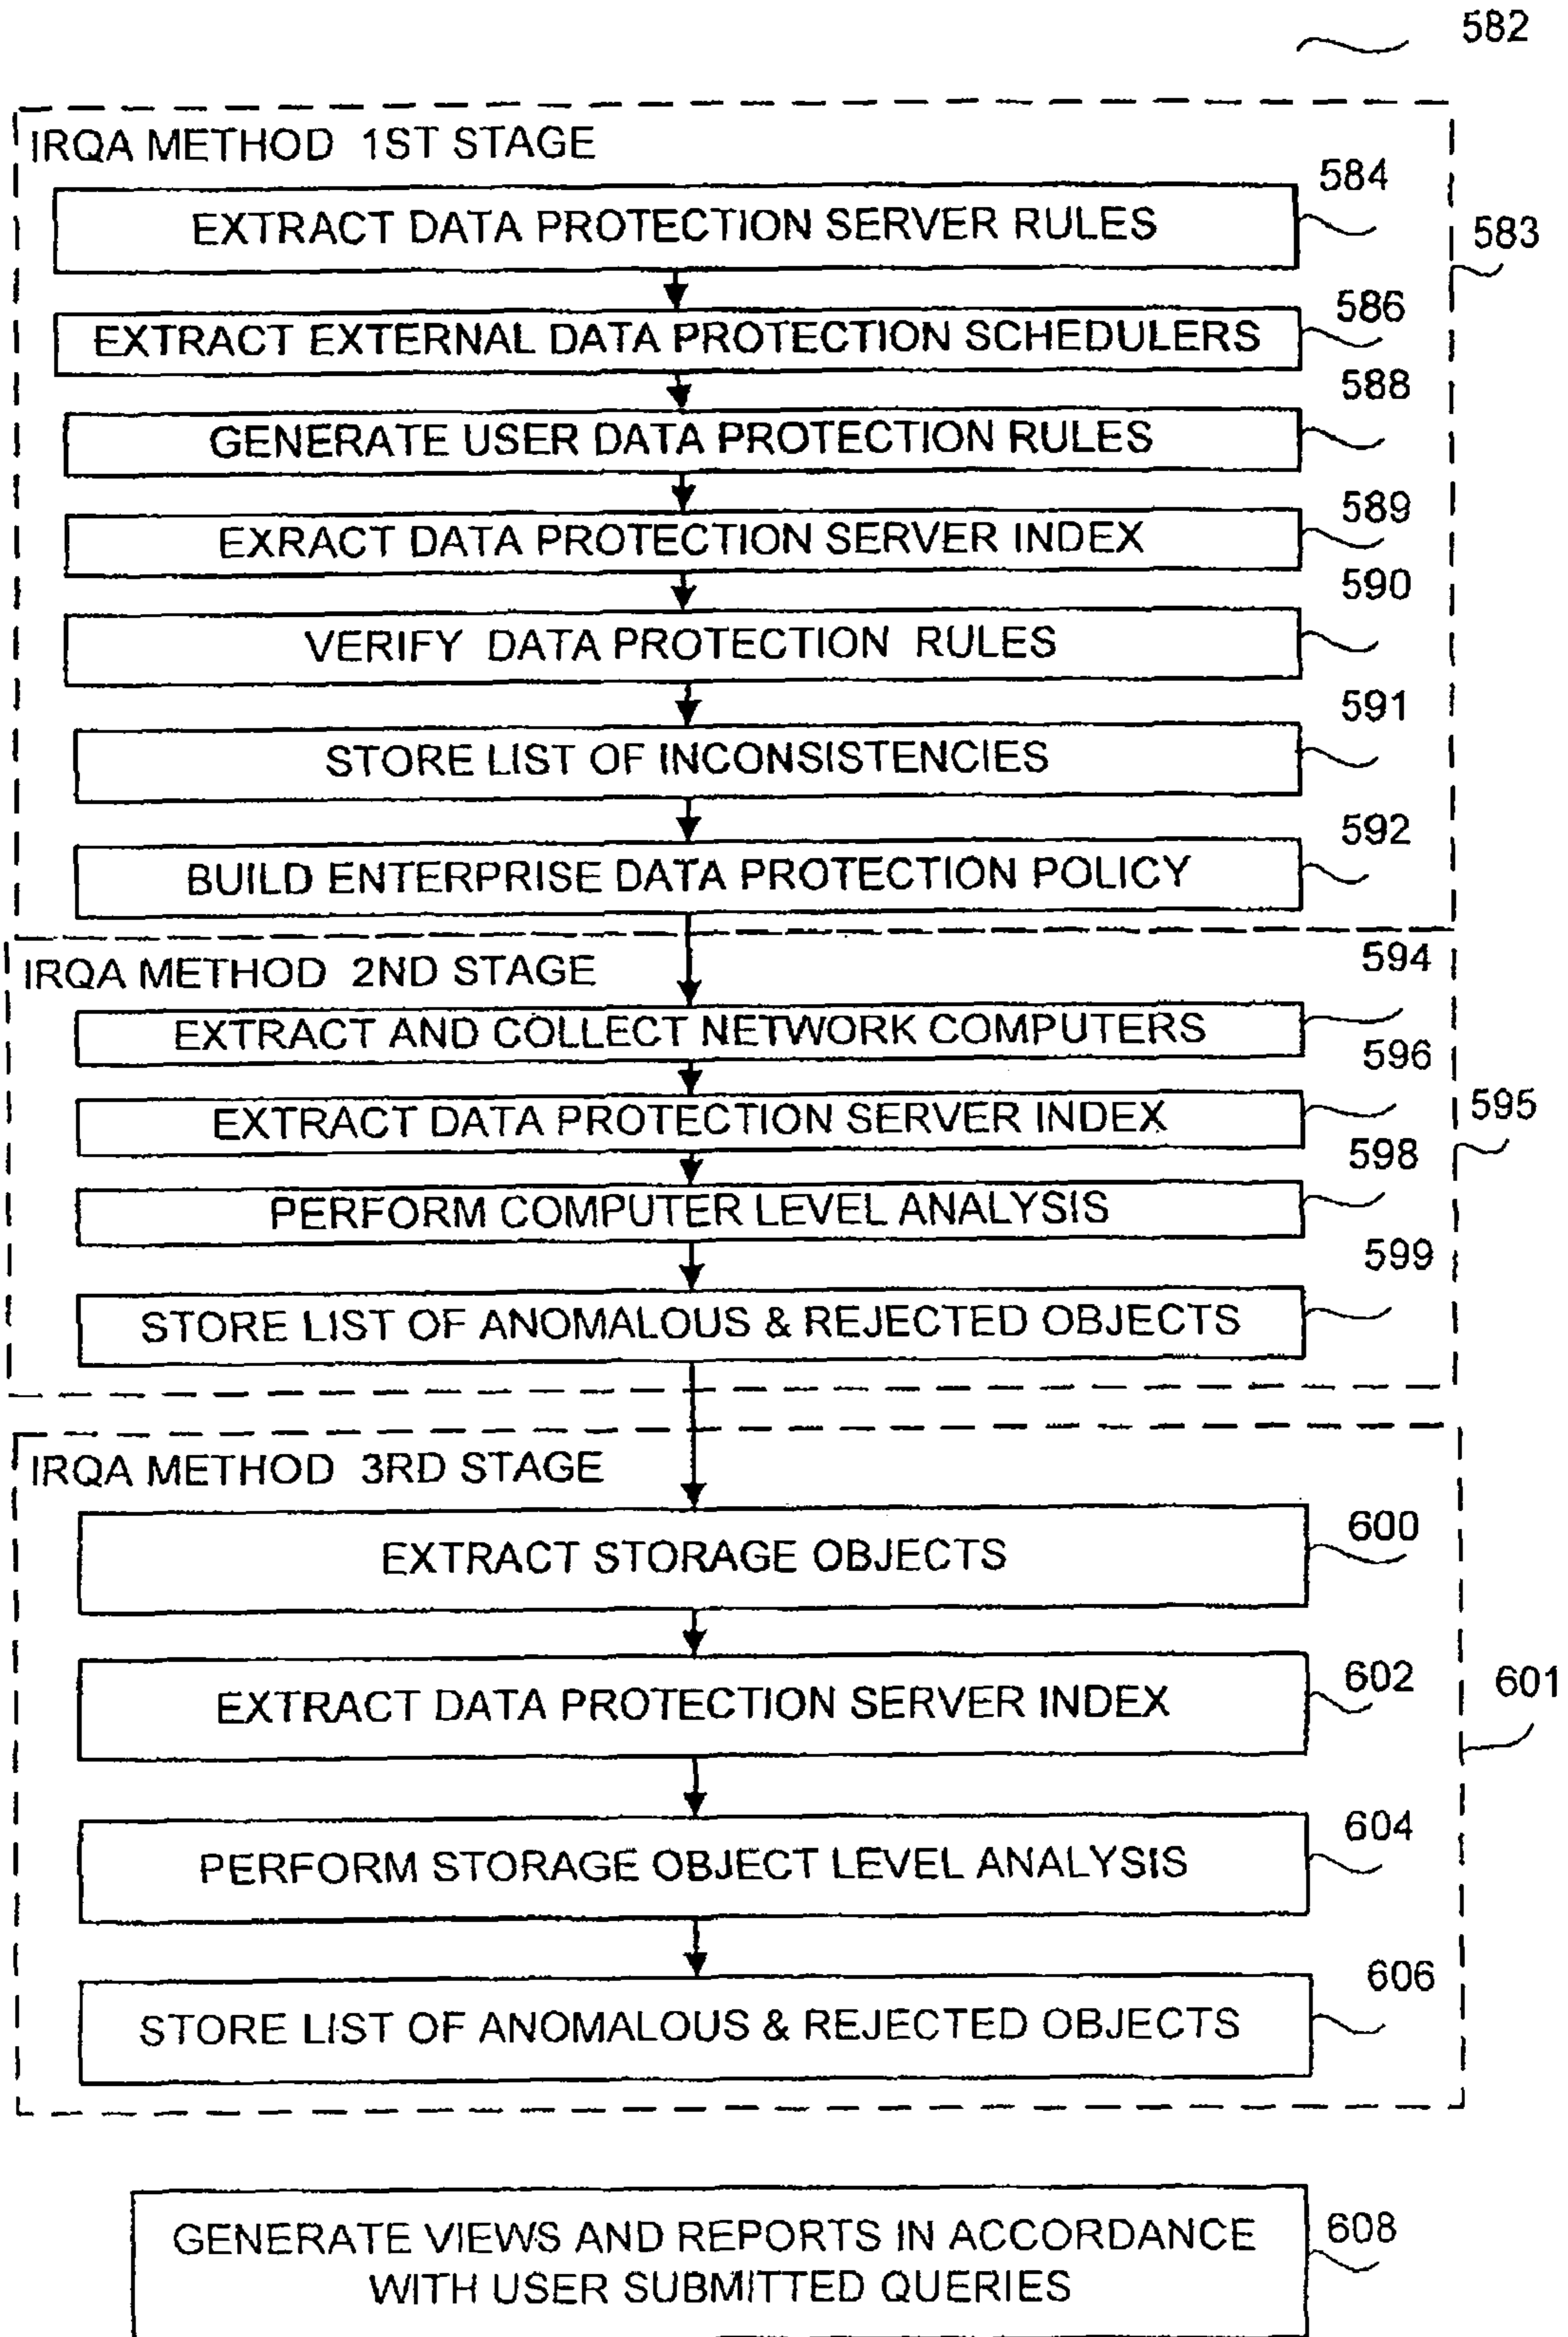 582
IRQA METHOD 1ST STAGE
584
EXTRACT DATA PROTECTION SERVER RULES
583
586
EXTRACT EXTERNAL DATA PROTECTION SCHEDULERS
588
GENERATE USER DATA PROTECTION RULES
589
EXRACT DATA PROTECTION SERVER INDEX
590
VERIFY DATA PROTECTION RULES
591
STORE LIST OF INCONSISTENCIES
592
BUILD ENTERPRISE DATA PROTECTION POLICY
594
IRQA METHOD 2ND STAGE
EXTRACT AND COLLECT NETWORK COMPUTERS
596
595
EXTRACT DATA PROTECTION SERVER INDEX
598
PERFORM COMPUTER LEVEL ANALYSIS
599
STORE LIST OF ANOMALOUS & REJECTED OBJECTS
IRQA METHOD 3RD STAGE
600
EXTRACT STORAGE OBJECTS
602
601
EXTRACT DATA PROTECTION SERVER INDEX
604
PERFORM STORAGE OBJECT LEVEL ANALYSIS
606
STORE LIST OF ANOMALOUS & REJECTED OBJECTS
608
GENERATE VIEWS AND REPORTS IN ACCORDANCE
WITH USER SUBMITTED QUERIES